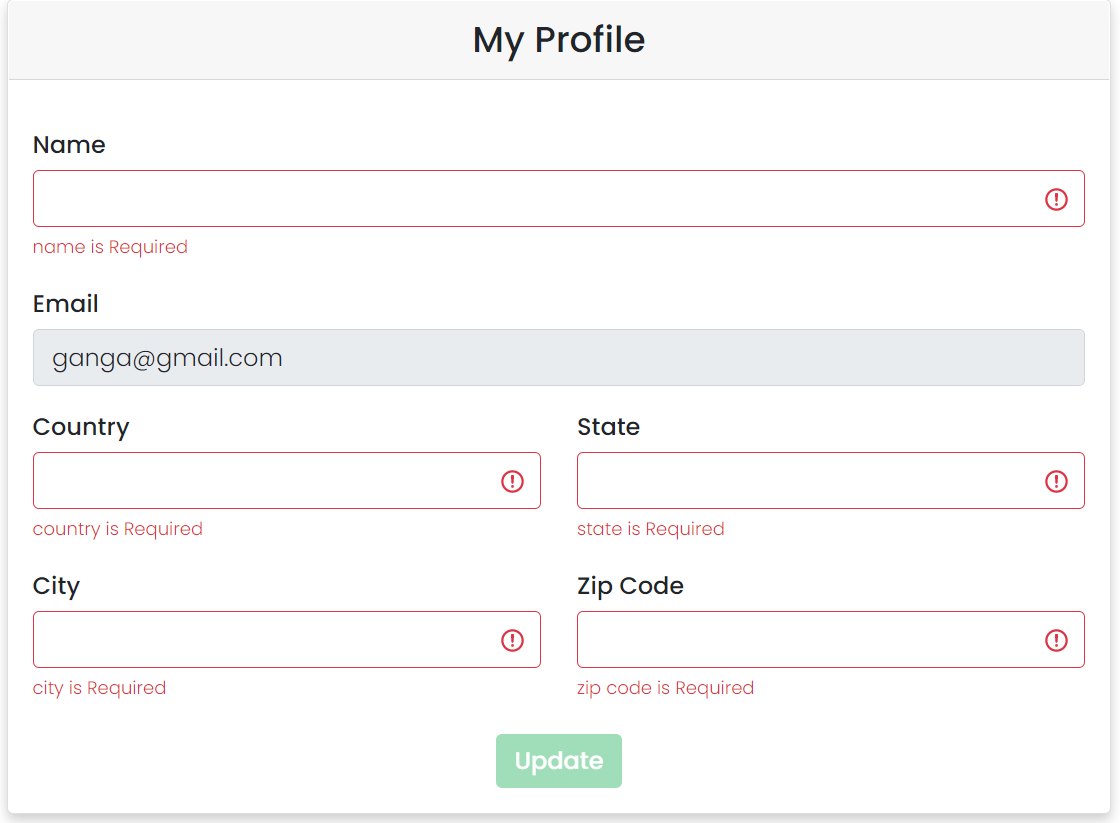 My Profile
Name
name is Required
Email
ganga@gmail.com
Country
State
country is Required
state is Required
City
Zip Code
city is Required
zip code is Required
Update